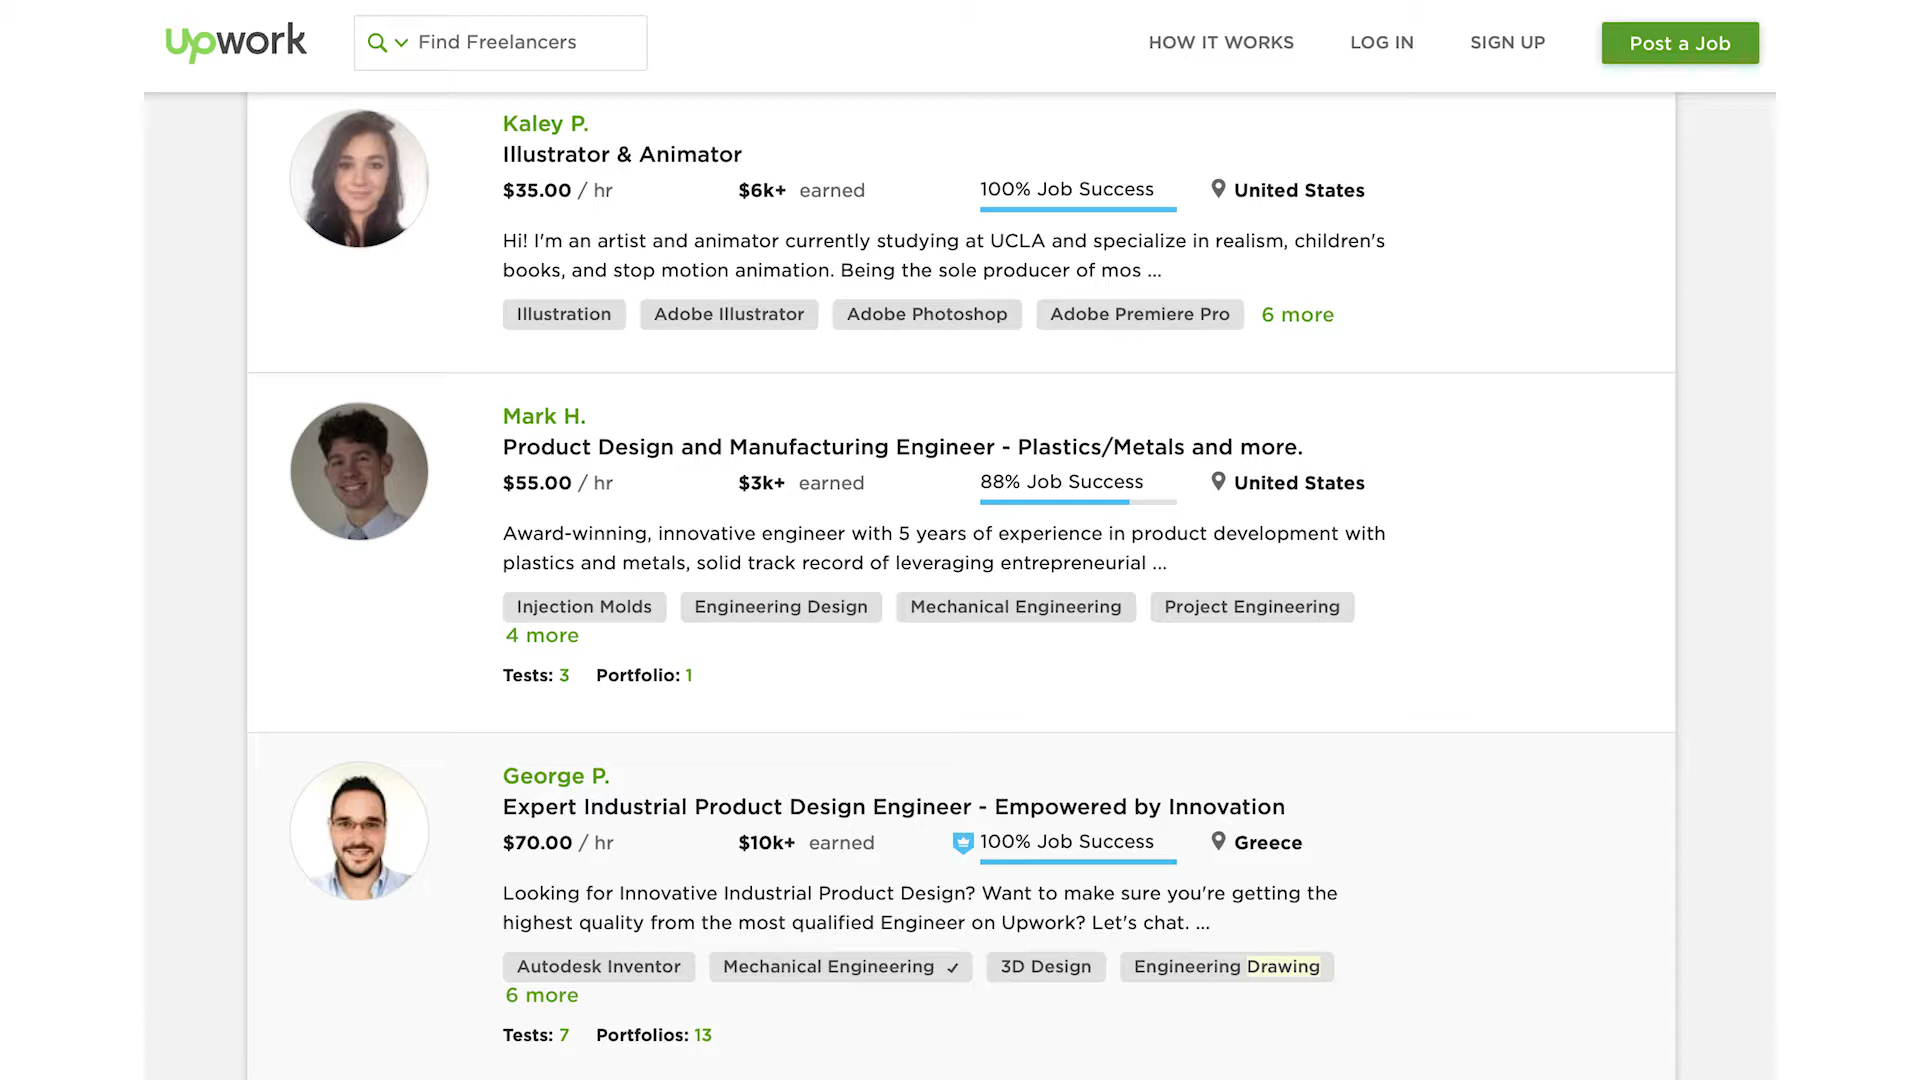 upwork
Find Freelancers
HOW IT WORKS
LOG IN
SIGN UP
Post a Job
Kaley P.
Illustrator & Animator
$35.00 / hr
$6k+ earned
100% Job Success
United States
Hi! I'm an artist and animator currently studying at UCLA and specialize in realism, children's
books, and stop motion animation. Being the sole producer of mos ...
Illustration
Adobe Illustrator
Adobe Photoshop
Adobe Premiere Pro
6 more
Mark H.
Product Design and Manufacturing Engineer - Plastics/Metals and more.
$55.00 / hr
$3k+ earned
88% Job Success
United States
Award-winning, innovative engineer with 5 years of experience in product development with
plastics and metals, solid track record of leveraging entrepreneurial ...
Injection Molds
Engineering Design
Mechanical Engineering
Project Engineering
4 more
Tests: 3
Portfolio: 1
George P.
Expert Industrial Product Design Engineer - Empowered by Innovation
$70.00 / hr
$10k+ earned
100% Job Success
Greece
Looking for Innovative Industrial Product Design? Want to make sure you're getting the
highest quality from the most qualified Engineer on Upwork? Let's chat. ...
Autodesk Inventor
Mechanical Engineering ✓
3D Design
Engineering Drawing
6 more
Tests: 7
Portfolios: 13